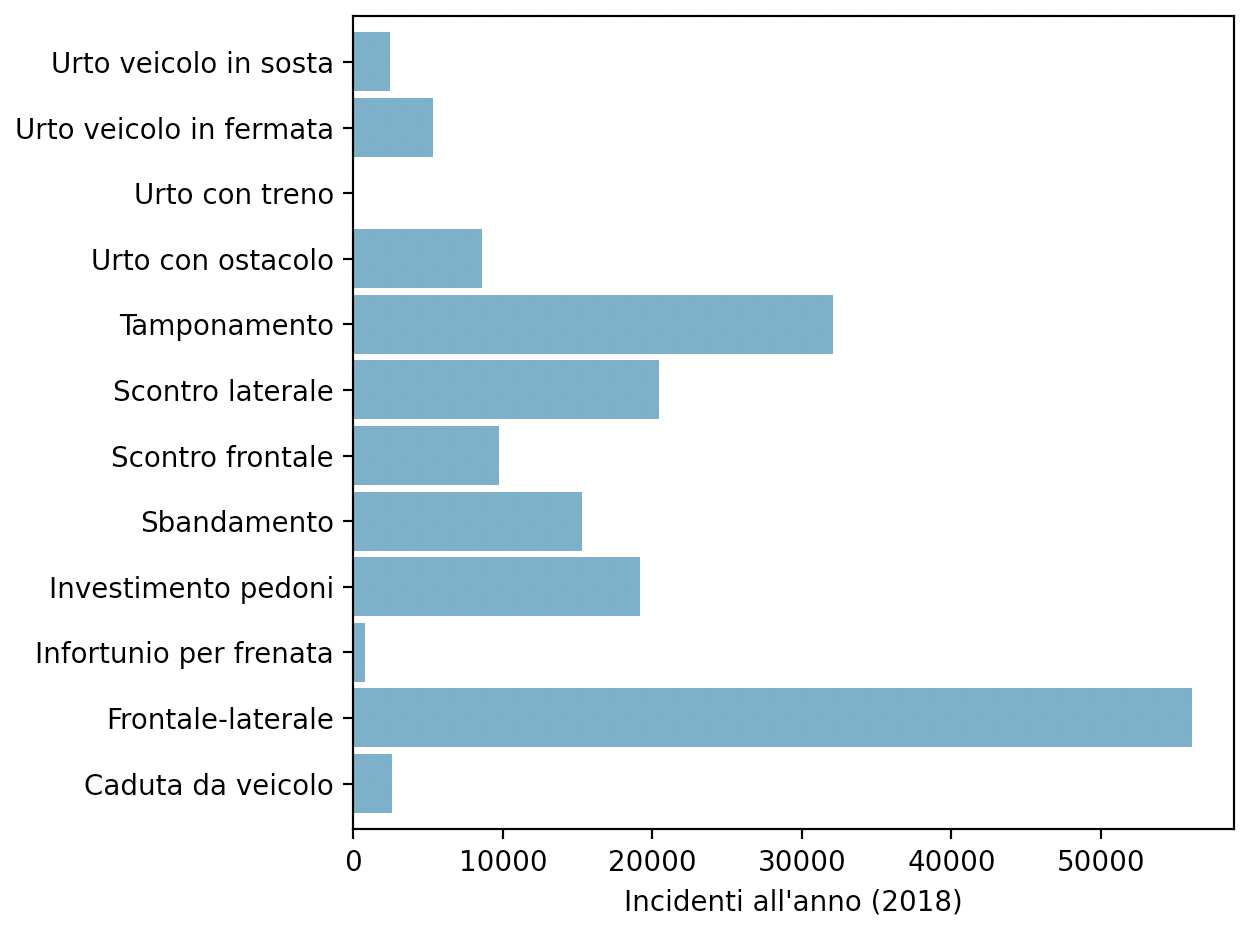 Urto veicolo in sosta
Urto veicolo in fermata
Urto con treno
Urto con ostacolo
Tamponamento
Scontro laterale
Scontro frontale
Sbandamento
Investimento pedoni
Infortunio per frenata
Frontale-laterale
Caduta da veicolo
0 10000 20000 30000 40000 50000
Incidenti all'anno (2018)